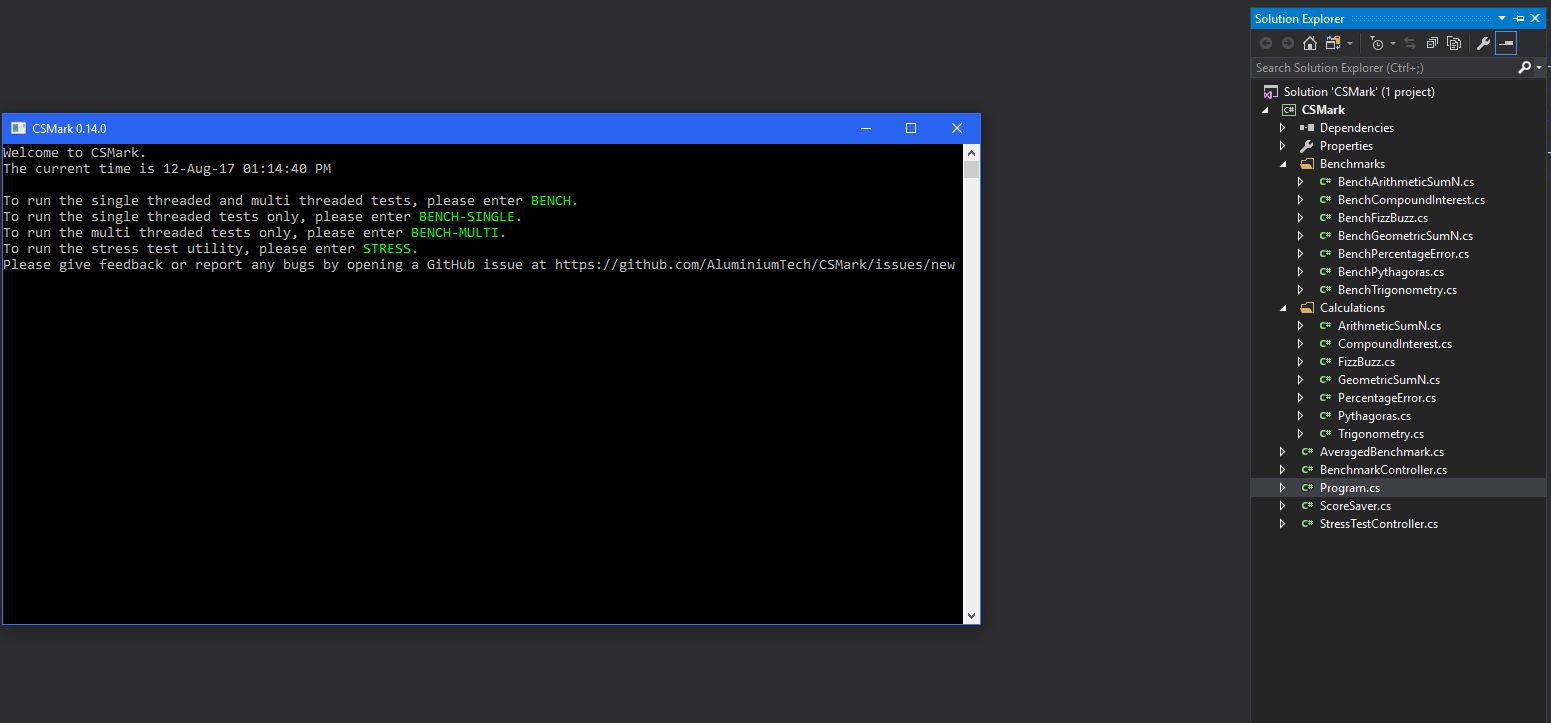 CSMark 0.14.0
Welcome to CSMark.
The current time is 12-Aug-17 01:14:40 PM
To run the single threaded and multi threaded tests, please enter BENCH.
To run the single threaded tests only, please enter BENCH-SINGLE.
To run the multi threaded tests only, please enter BENCH-MULTI.
To run the stress test utility, please enter STRESS.
Please give feedback or report any bugs by opening a GitHub issue at https://github.com/AluminiumTech/CSMark/issues/new
Solution Explorer
Search Solution Explorer (Ctrl+;)
Solution 'CSMark' (1 project)
C# CSMark
Dependencies
Properties
Benchmarks
C# BenchArithmeticSumN.cs
C# BenchCompoundInterest.cs
C# BenchFizzBuzz.cs
C# BenchGeometricSumN.cs
C# BenchPercentageError.cs
C# BenchPythagoras.cs
C# BenchTrigonometry.cs
Calculations
C# ArithmeticSumN.cs
C# CompoundInterest.cs
C# FizzBuzz.cs
C# GeometricSumN.cs
C# PercentageError.cs
C# Pythagoras.cs
C# Trigonometry.cs
C# AveragedBenchmark.cs
C# BenchmarkController.cs
C# Program.cs
C# ScoreSaver.cs
C# StressTestController.cs